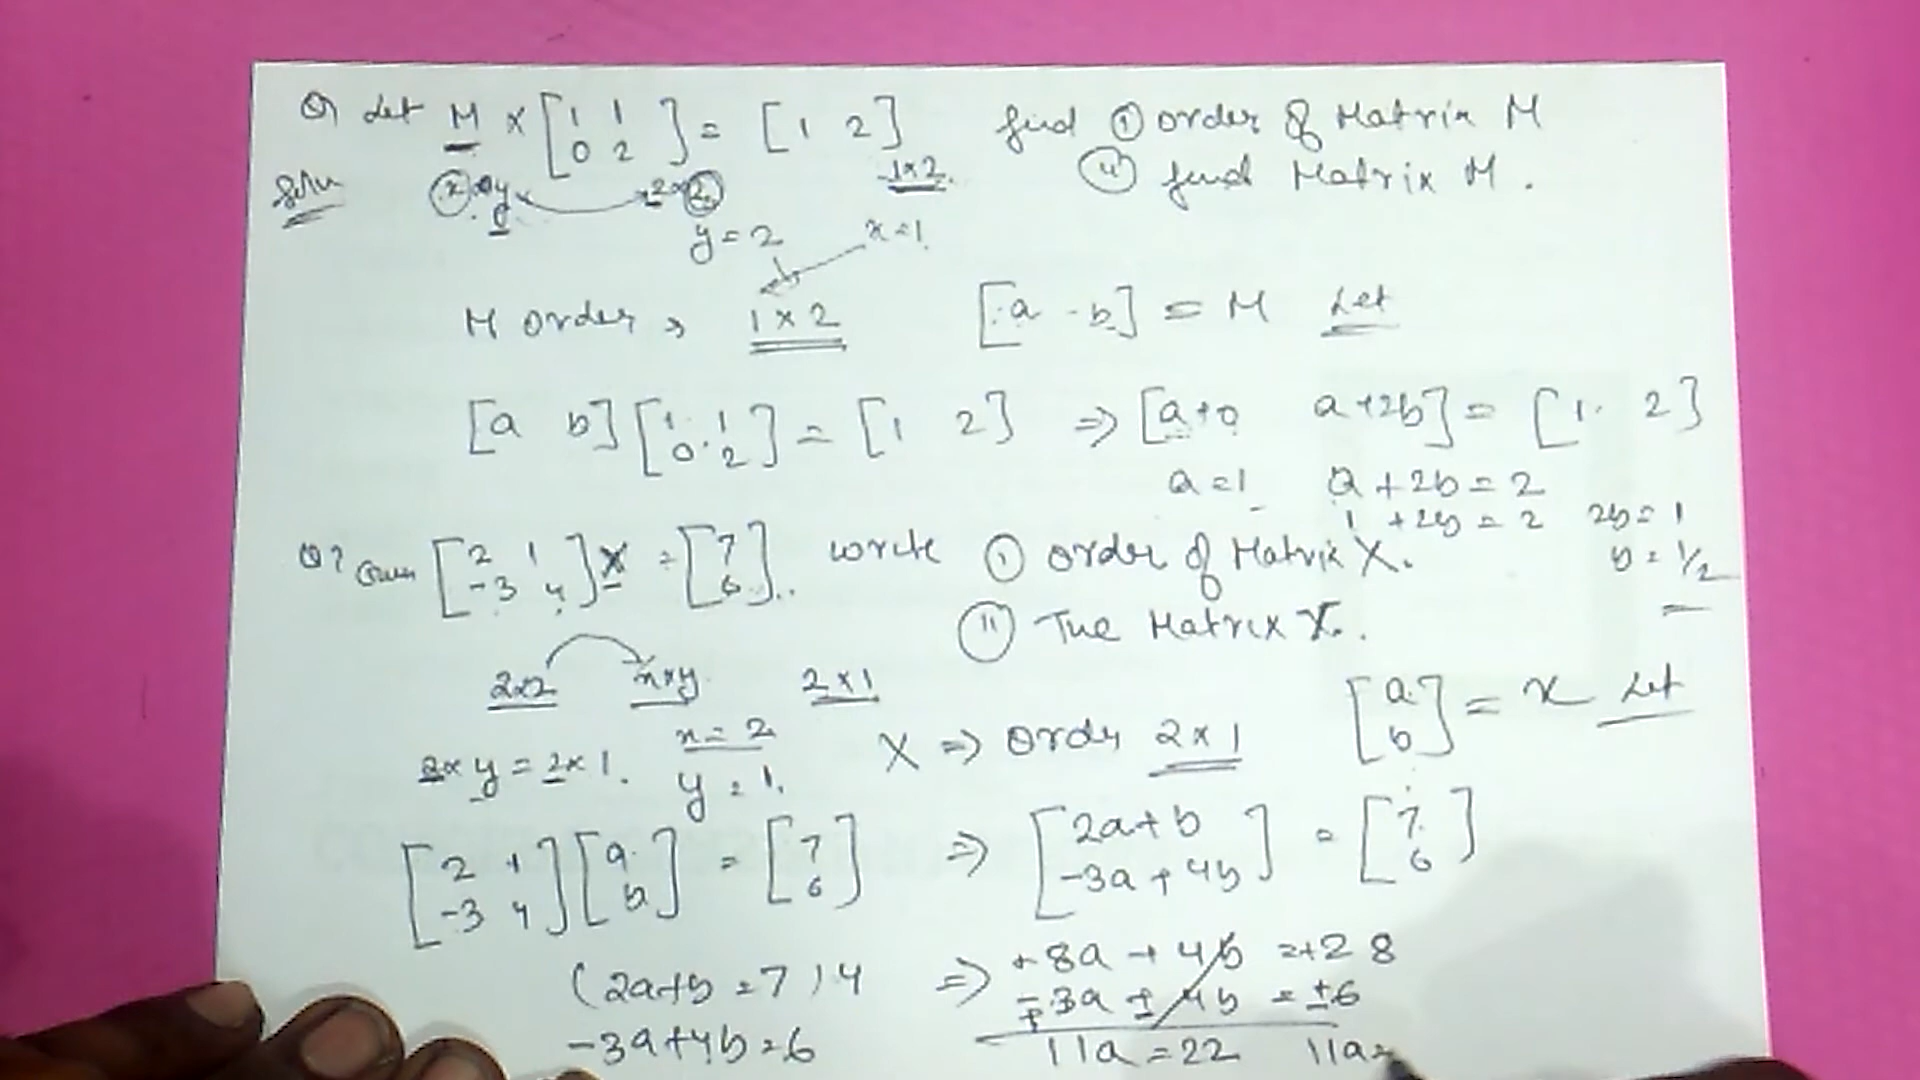 Q Let M × [1 1 0 2] = [1 2] find (i) order of Matrix M
(ii) find Matrix M.
Soln x×y 2×2 1×2
y=2 x=1
M order → 1×2 [a b] = M Let
[a b] [1 1 0 2] = [1 2] ⇒ [a+0 a+2b] = [1 2]
a=1 a+2b=2
1+2b=2 2b=1
b=1/2
Q? Given [2 1 -3 4] X = [7 6]. write (i) order of Matrix X.
(ii) The Matrix X.
2×2 x×y 2×1
[a b] = x Let
2×y = 2×1. x=2
y=1.
X ⇒ Order 2×1
[2 1 -3 4] [a b] = [7 6] ⇒ [2a+b -3a+4b] = [7 6]
(2a+b=7)4 ⇒ +8a+4b=+28
-3a+4b=6 -3a+4b=+6
11a=22 11a=